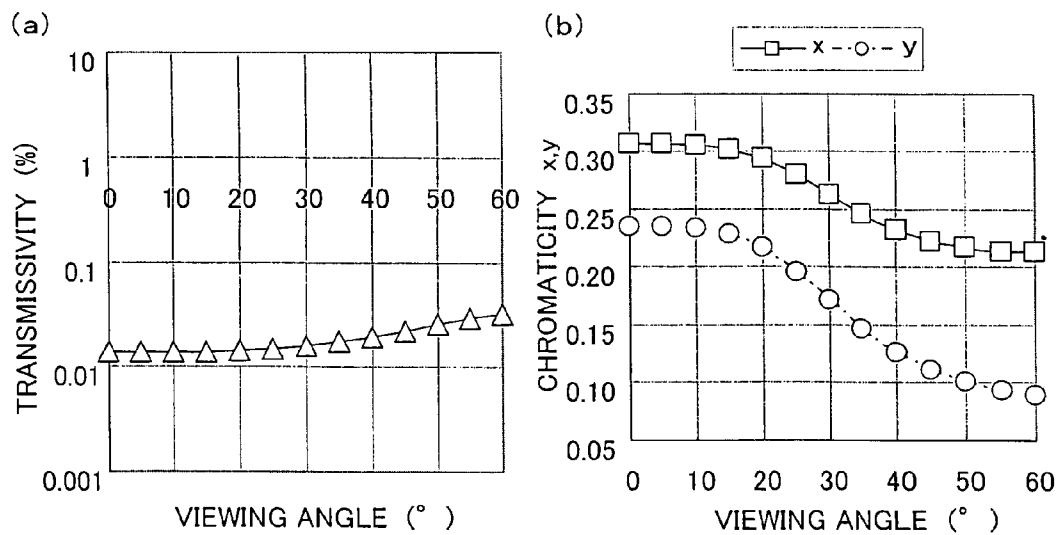 (a)
TRANSMISSIVITY (%)
10
1
0 10 20 30 40 50 60
0.1
0.01
0.001
VIEWING ANGLE (° )
(b)
x y
CHROMATICITY x,y
0.35
0.30
0.25
0.20
0.15
0.10
0.05
0 10 20 30 40 50 60
VIEWING ANGLE (° )